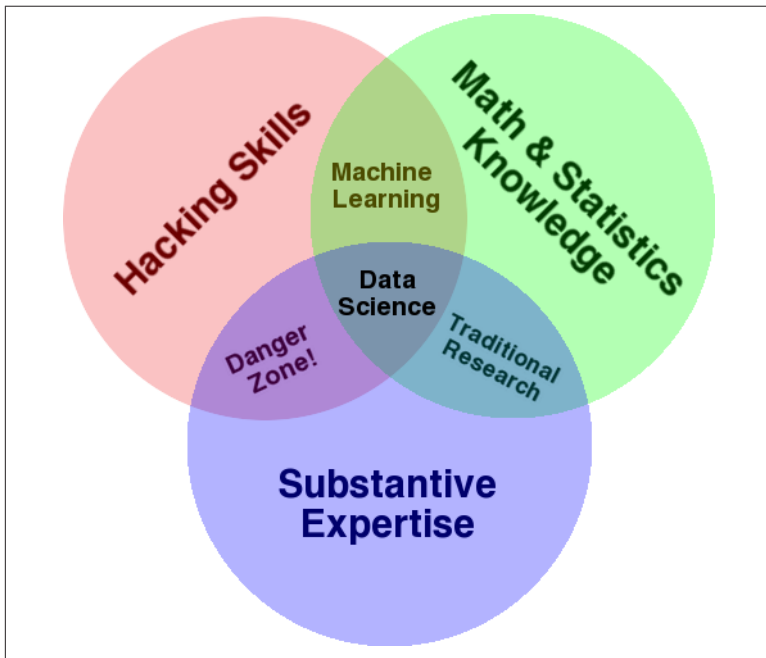 Hacking Skills
Math & Statistics
Knowledge
Machine
Learning
Data
Science
Danger
Zone!
Traditional
Research
Substantive
Expertise